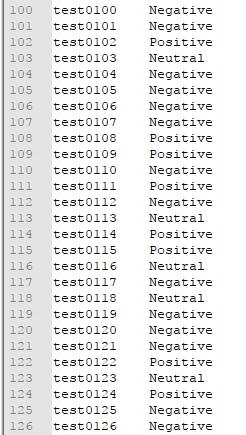 100 test0100 Negative
101 test0101 Negative
102 test0102 Positive
103 test0103 Neutral
104 test0104 Negative
105 test0105 Negative
106 test0106 Negative
107 test0107 Negative
108 test0108 Positive
109 test0109 Positive
110 test0110 Negative
111 test0111 Positive
112 test0112 Negative
113 test0113 Neutral
114 test0114 Positive
115 test0115 Positive
116 test0116 Neutral
117 test0117 Negative
118 test0118 Neutral
119 test0119 Negative
120 test0120 Negative
121 test0121 Negative
122 test0122 Positive
123 test0123 Neutral
124 test0124 Positive
125 test0125 Negative
126 test0126 Negative